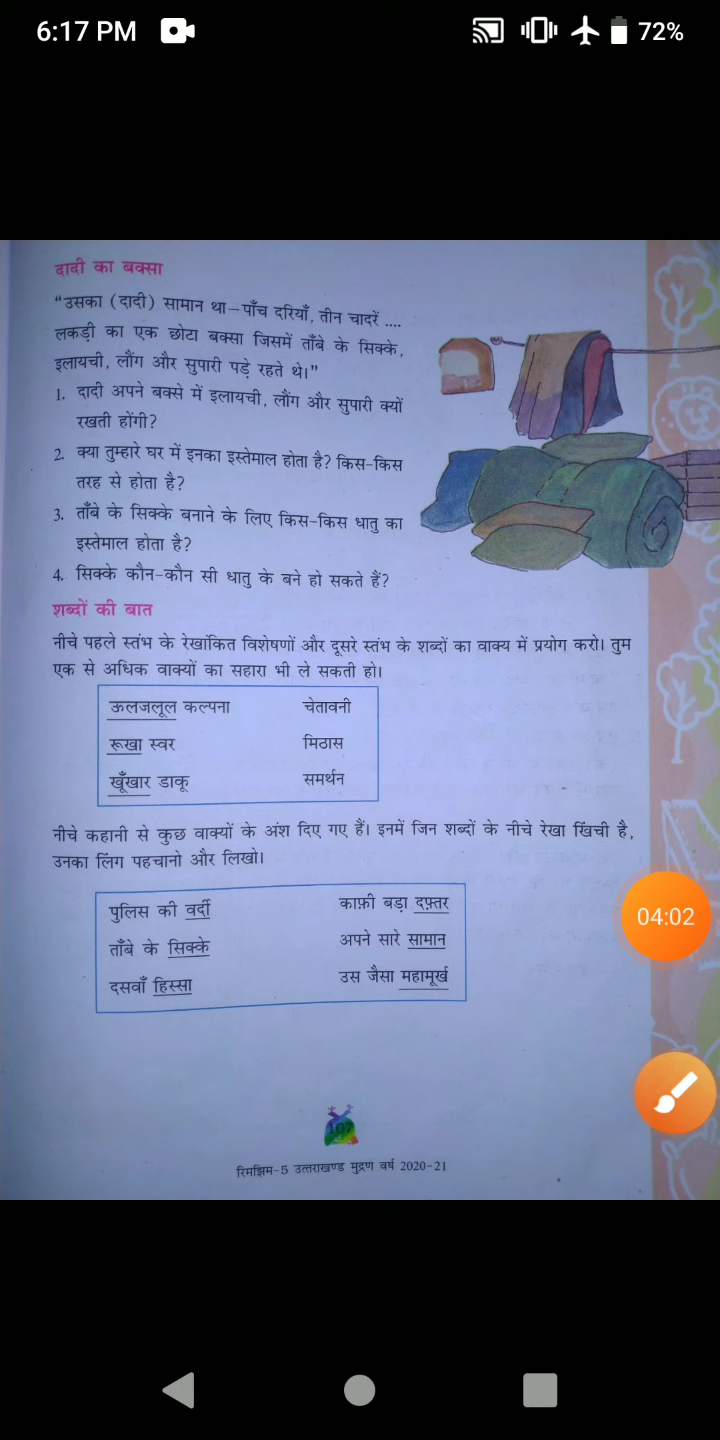 6:17 PM
72%
दादी का बक्सा
“उसका (दादी) सामान था–पाँच दरियाँ, तीन चादरें ....
लकड़ी का एक छोटा बक्सा जिसमें ताँबे के सिक्के,
इलायची, लौंग और सुपारी पड़े रहते थे।”
1. दादी अपने बक्से में इलायची, लौंग और सुपारी क्यों
रखती होंगी?
2. क्या तुम्हारे घर में इनका इस्तेमाल होता है? किस-किस
तरह से होता है?
3. ताँबे के सिक्के बनाने के लिए किस-किस धातु का
इस्तेमाल होता है?
4. सिक्के कौन-कौन सी धातु के बने हो सकते हैं?
शब्दों की बात
नीचे पहले स्तंभ के रेखांकित विशेषणों और दूसरे स्तंभ के शब्दों का वाक्य में प्रयोग करो। तुम
एक से अधिक वाक्यों का सहारा भी ले सकती हो।
ऊलजलूल कल्पना चेतावनी
रूखा स्वर मिठास
खूँखार डाकू समर्थन
नीचे कहानी से कुछ वाक्यों के अंश दिए गए हैं। इनमें जिन शब्दों के नीचे रेखा खिंची है,
उनका लिंग पहचानो और लिखो।
पुलिस की वर्दी काफ़ी बड़ा दफ़्तर
ताँबे के सिक्के अपने सारे सामान
दसवाँ हिस्सा उस जैसा महामूर्ख
04:02
रिमझिम-5 उत्तराखण्ड मुद्रण वर्ष 2020-21